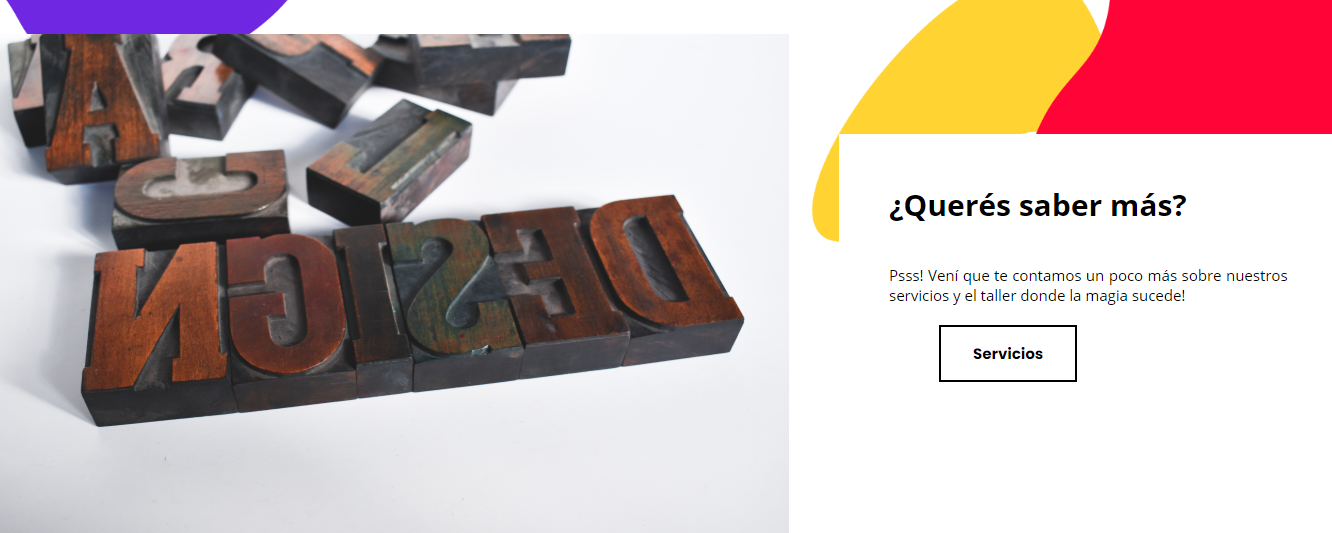 A
DESIGN
¿Querés saber más?
Psss! Vení que te contamos un poco más sobre nuestros
servicios y el taller donde la magia sucede!
Servicios